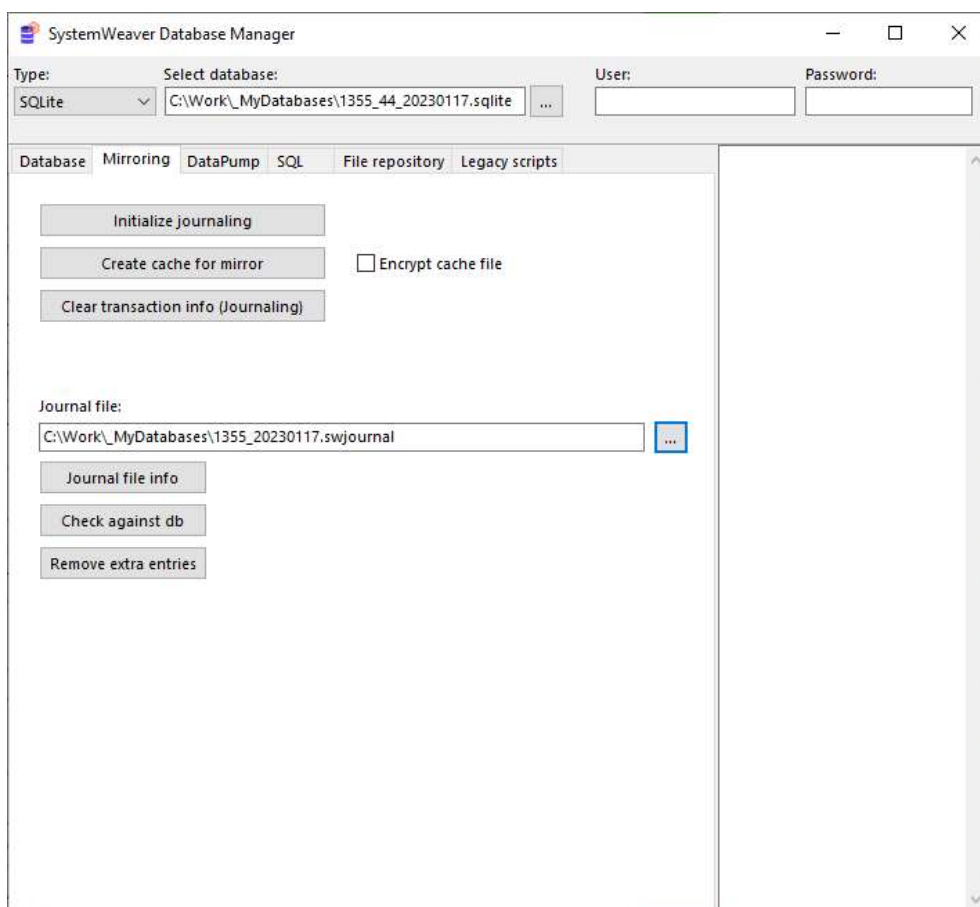 SystemWeaver Database Manager
Type: Select database: User: Password:
SQLite C:\Work\_MyDatabases\1355_44_20230117.sqlite ...
Database Mirroring DataPump SQL File repository Legacy scripts
Initialize journaling
Create cache for mirror Encrypt cache file
Clear transaction info (Journaling)
Journal file:
C:\Work\_MyDatabases\1355_20230117.swjournal ...
Journal file info
Check against db
Remove extra entries